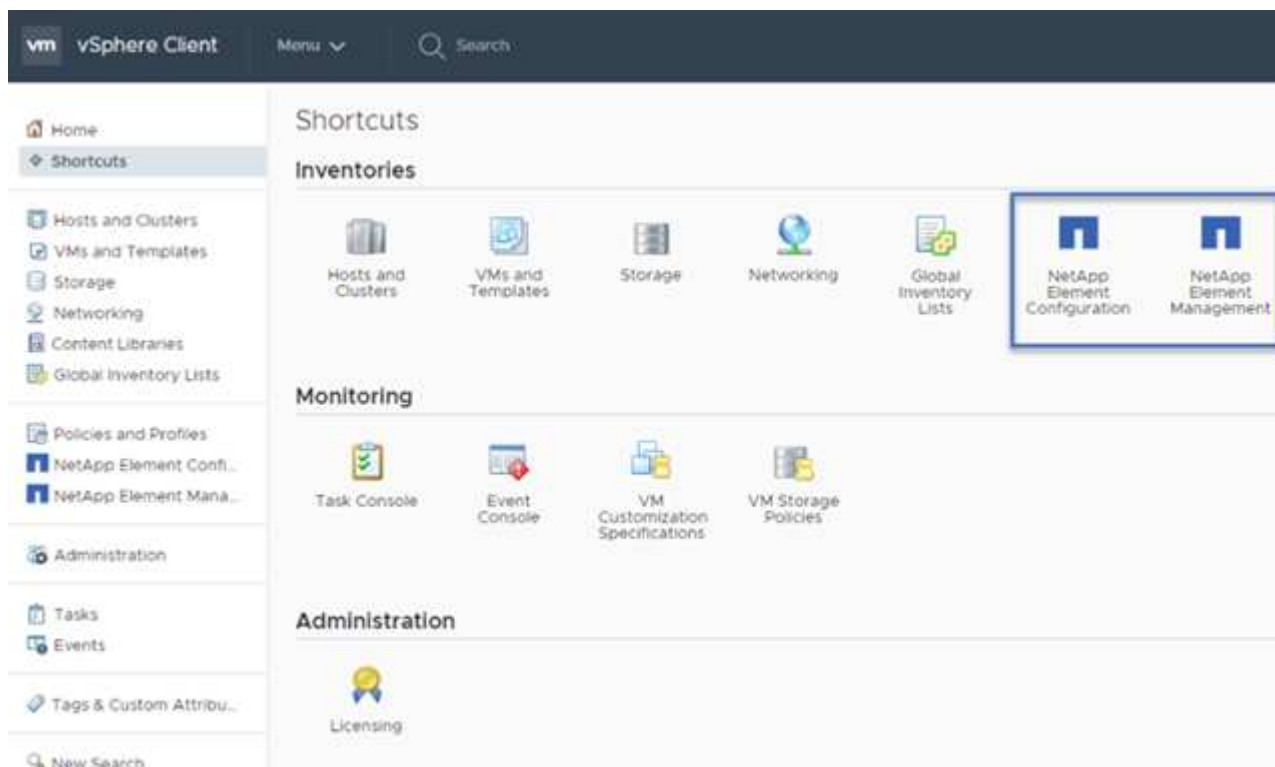 vm vSphere Client Menu Search
Home
Shortcuts
Hosts and Clusters
VMs and Templates
Storage
Networking
Content Libraries
Global Inventory Lists
Policies and Profiles
NetApp Element Confi...
NetApp Element Mana...
Administration
Tasks
Events
Tags & Custom Attribu...
New Search
Shortcuts
Inventories
Hosts and
Clusters
VMs and
Templates
Storage
Networking
Global
Inventory
Lists
NetApp
Element
Configuration
NetApp
Element
Management
Monitoring
Task Console
Event
Console
VM
Customization
Specifications
VM Storage
Policies
Administration
Licensing